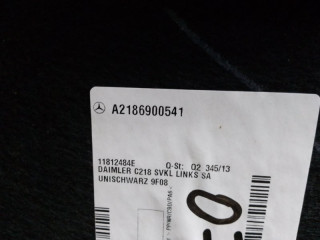 A2186900541
11812484E Q-St: Q2 345/13
DAIMLER C218 SVKL LINKS SA
UNISCHWARZ 9F08